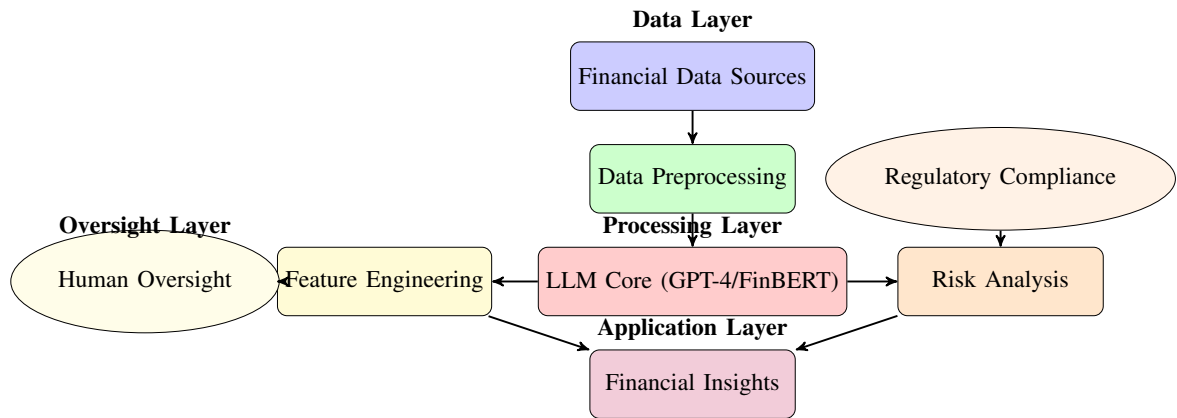 Data Layer
Financial Data Sources
Data Preprocessing
Regulatory Compliance
Oversight Layer
Processing Layer
Human Oversight
Feature Engineering
LLM Core (GPT-4/FinBERT)
Risk Analysis
Application Layer
Financial Insights